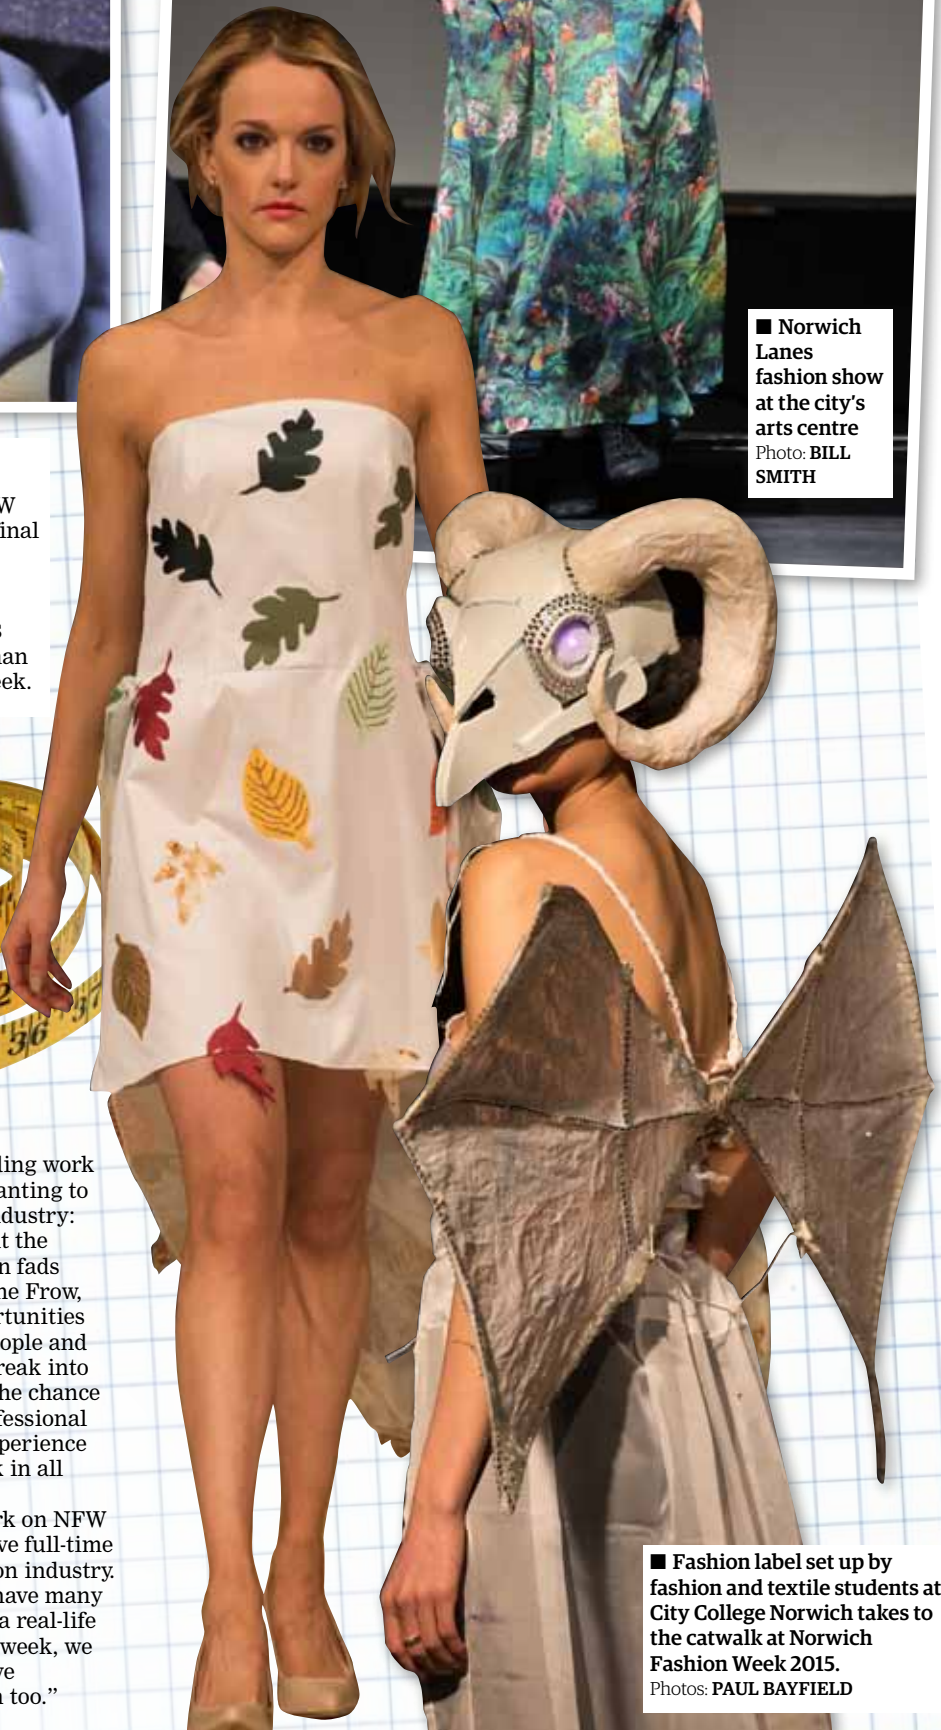 ■ Norwich
Lanes
fashion show
at the city's
arts centre
Photo: BILL
SMITH
W
inal
eek.
36
37
ling work
anting to
dustry:
t the
n fads
he Frow,
rtunities
ople and
reak into
he chance
fessional
perience
k in all
rk on NFW
ve full-time
on industry.
have many
a real-life
week, we
ve
n too.”
■ Fashion label set up by
fashion and textile students at
City College Norwich takes to
the catwalk at Norwich
Fashion Week 2015.
Photos: PAUL BAYFIELD